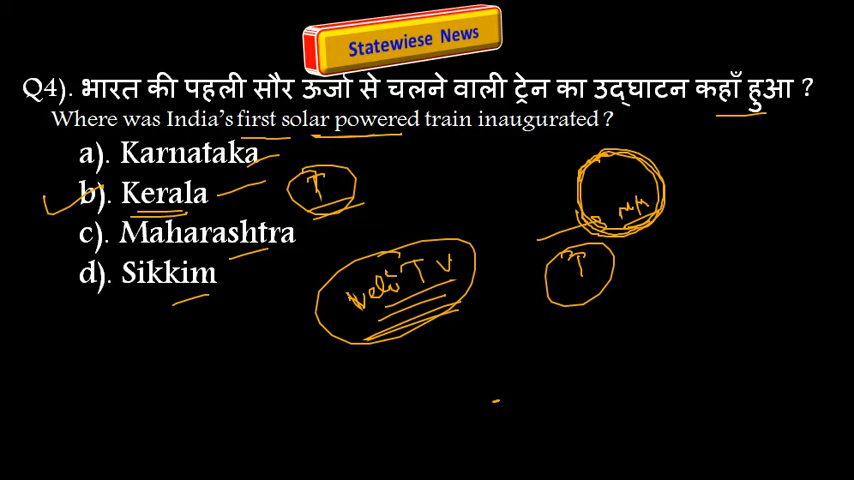 Statewiese News
Q4). भारत की पहली सौर ऊर्जा से चलने वाली ट्रेन का उद्घाटन कहाँ हुआ ?
Where was India's first solar powered train inaugurated ?
a). Karnataka
b). Kerala
T
c). Maharashtra
T
d). Sikkim
Veli T V